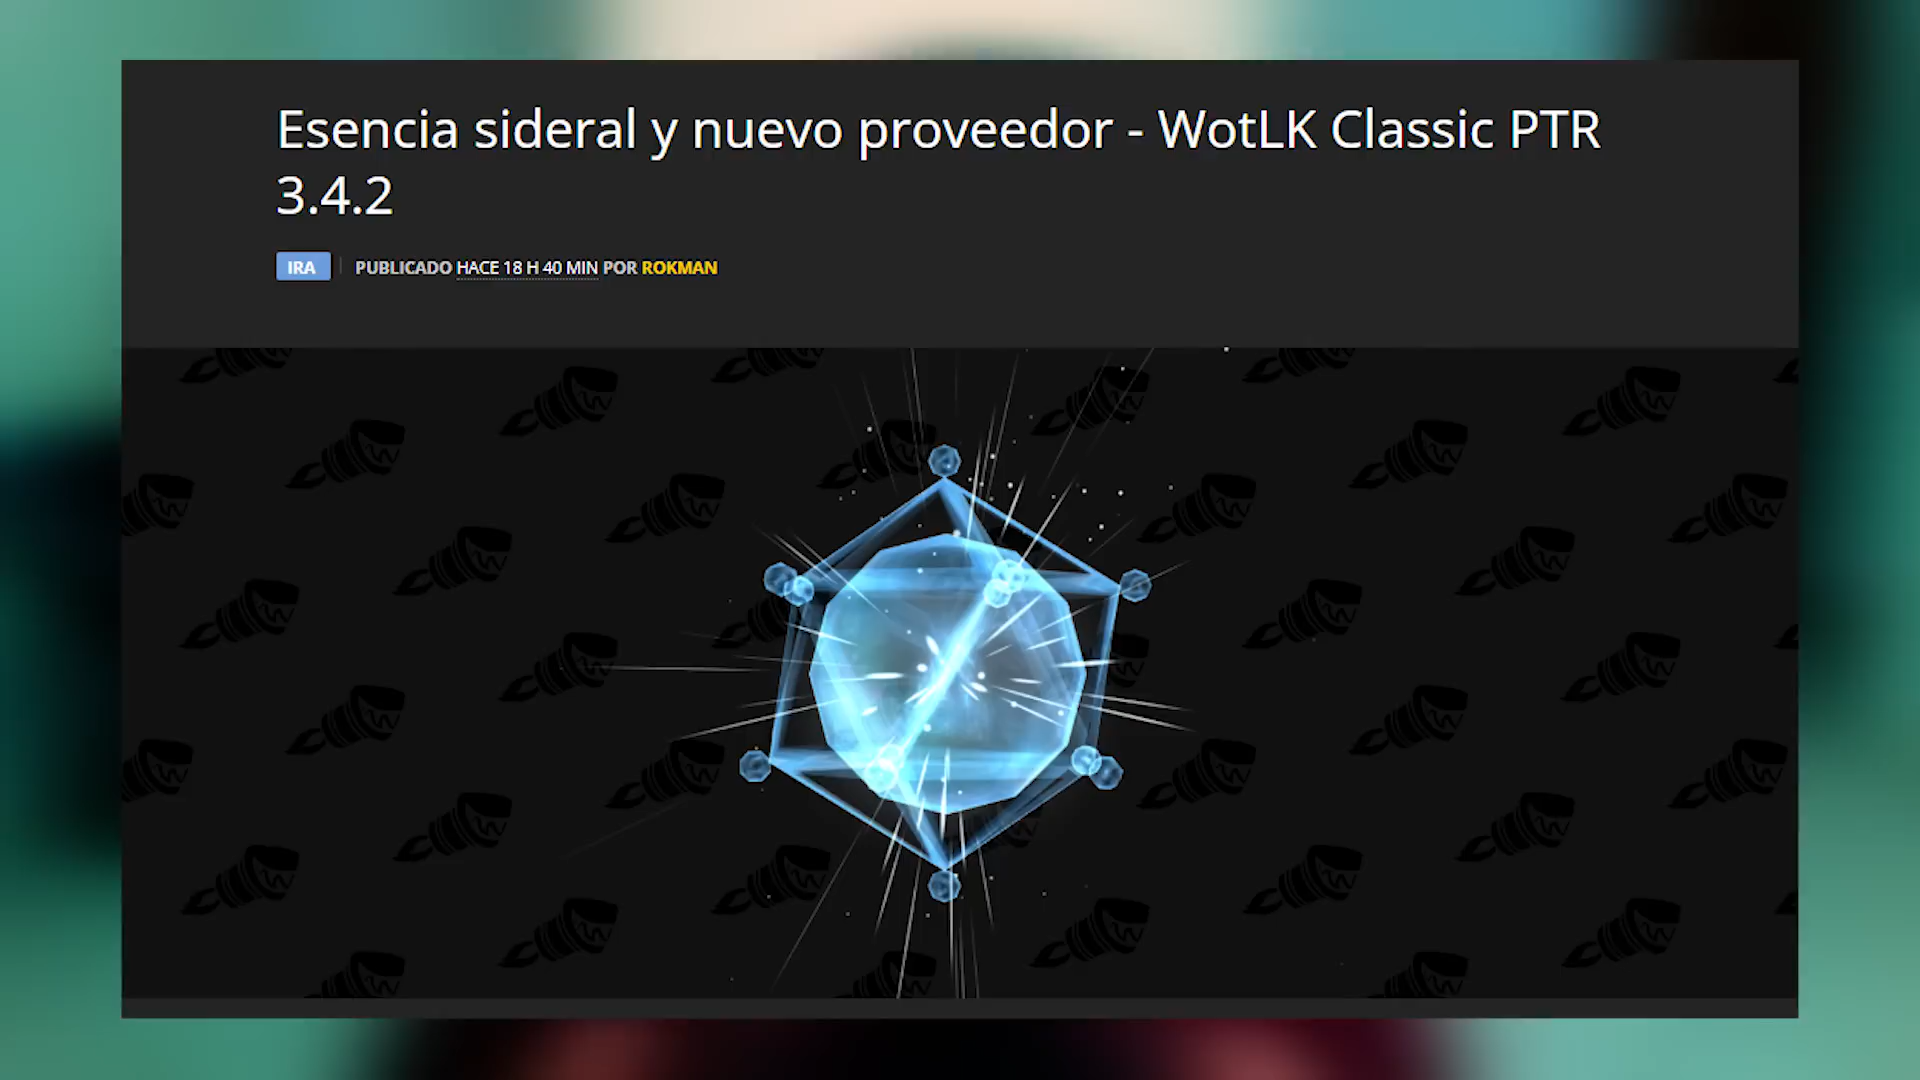 Esencia sideral y nuevo proveedor - WotLK Classic PTR
3.4.2
IRA PUBLICADO HACE 18 H 40 MIN POR ROKMAN